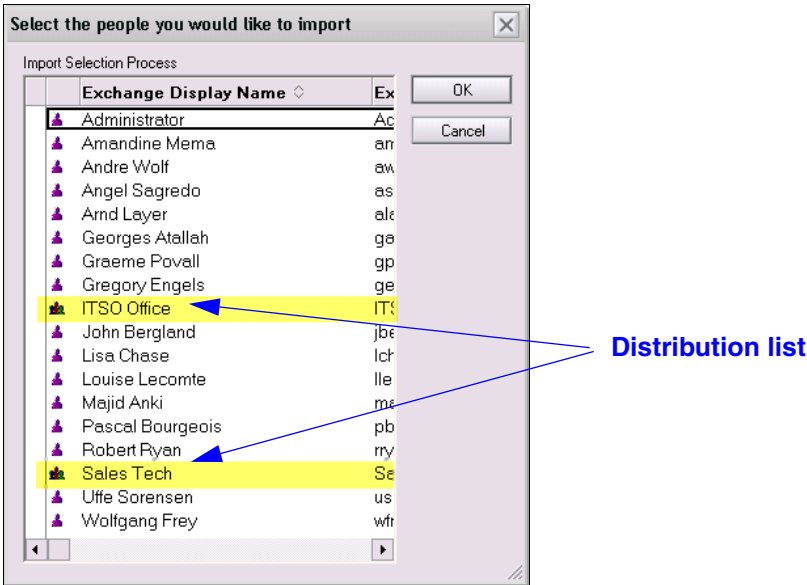 Select the people you would like to import
Import Selection Process
Exchange Display Name Ex
OK
Cancel
Administrator Ac
Amandine Mema am
Andre Wolf aw
Angel Sagredo as
Arnd Layer ala
Georges Atallah ga
Graeme Povall gp
Gregory Engels ge
ITSO Office ITS
John Bergland jbe
Lisa Chase lch
Louise Lecomte lle
Majid Anki ma
Pascal Bourgeois pb
Robert Ryan rry
Sales Tech Sa
Uffe Sorensen us
Wolfgang Frey wfr
Distribution list